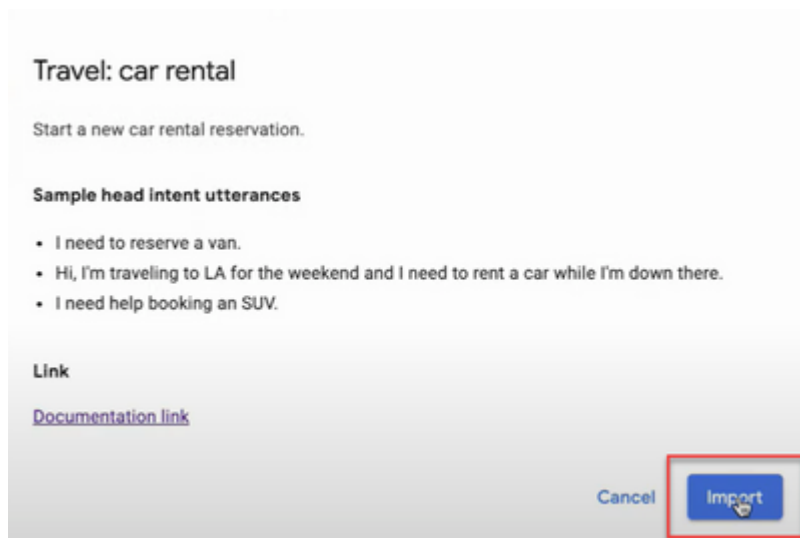 Travel: car rental
Start a new car rental reservation.
Sample head intent utterances
• I need to reserve a van.
• Hi, I'm traveling to LA for the weekend and I need to rent a car while I'm down there.
• I need help booking an SUV.
Link
Documentation link
Cancel Import